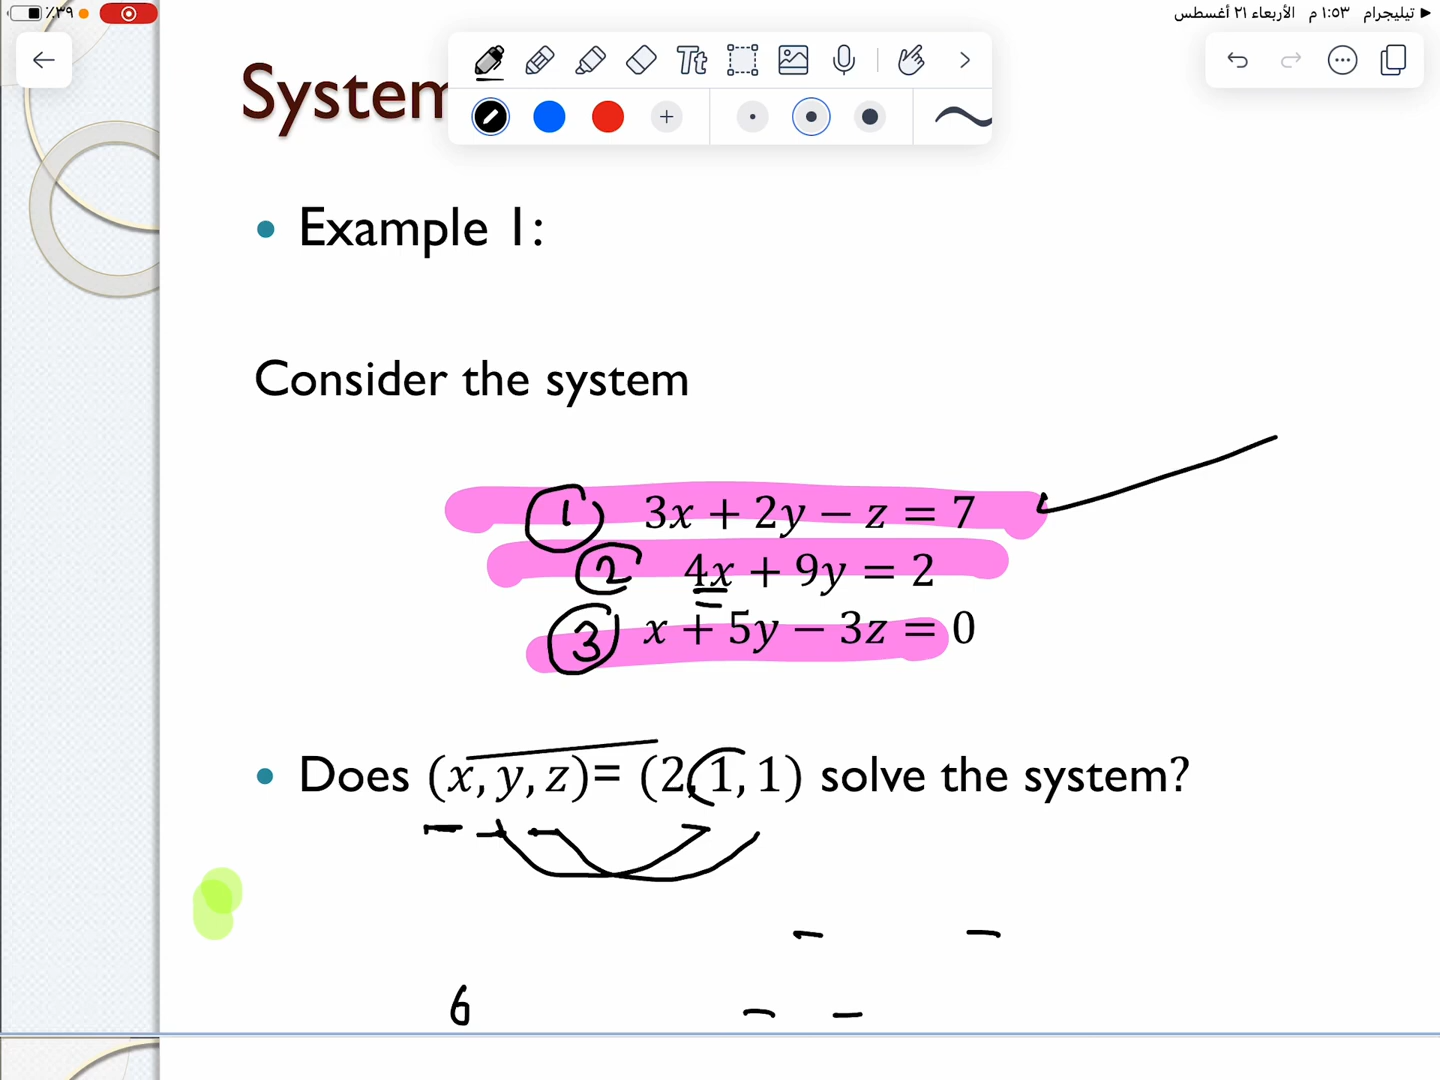 ٪٣٩
◀ تيليجرام ١:٥٣ م الأربعاء ٢١ أغسطس
System
Tt
• Example 1:
Consider the system
① 3x + 2y − z = 7
② 4x + 9y = 2
③ x + 5y − 3z = 0
• Does (x, y, z)= (2, 1, 1) solve the system?
6